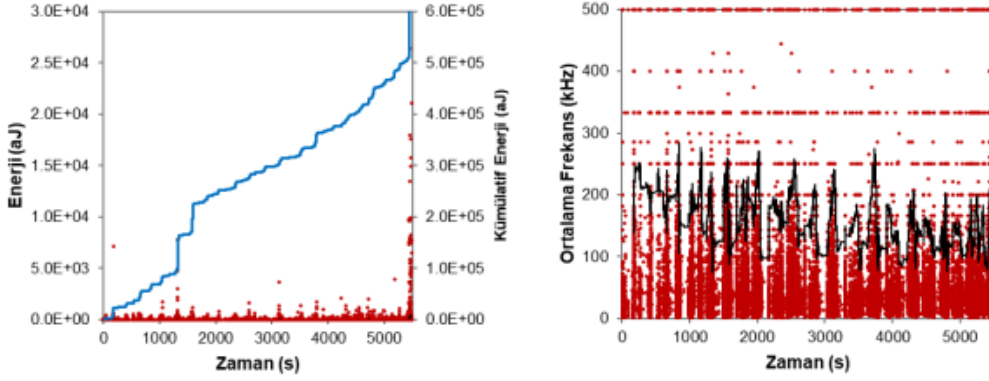 3.0E+04
2.5E+04
2.0E+04
1.5E+04
1.0E+04
5.0E+03
0.0E+00
Enerji (aJ)
0 1000 2000 3000 4000 5000
Zaman (s)
6.0E+05
5.0E+05
4.0E+05
3.0E+05
2.0E+05
1.0E+05
0.0E+00
Kümülatif Enerji (aJ)
500
400
300
200
100
0
Ortalama Frekans (kHz)
0 1000 2000 3000 4000 5000
Zaman (s)